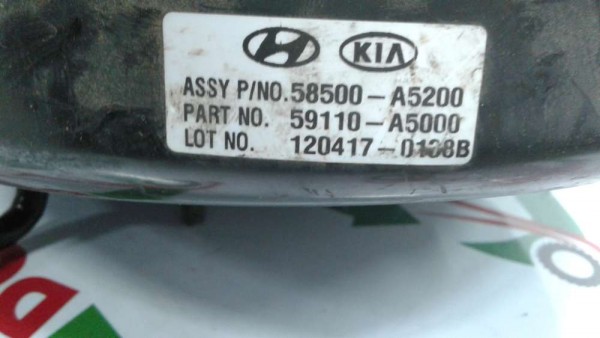 KIA
ASSY P/NO. 58500-A5200
PART NO. 59110-A5000
LOT NO. 120417-0138B